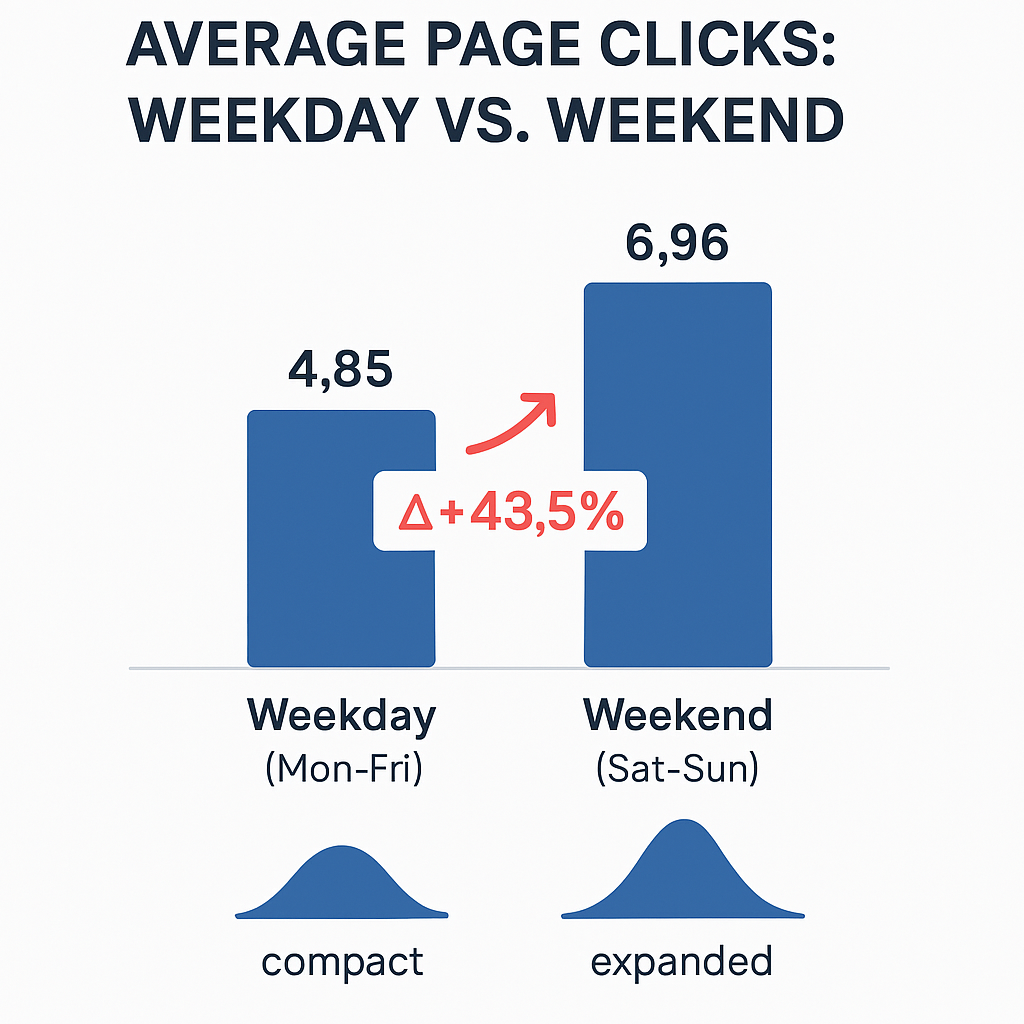 AVERAGE PAGE CLICKS:
WEEKDAY VS. WEEKEND
6,96
4,85
Δ+43,5%
Weekday
(Mon-Fri)
Weekend
(Sat-Sun)
compact
expanded